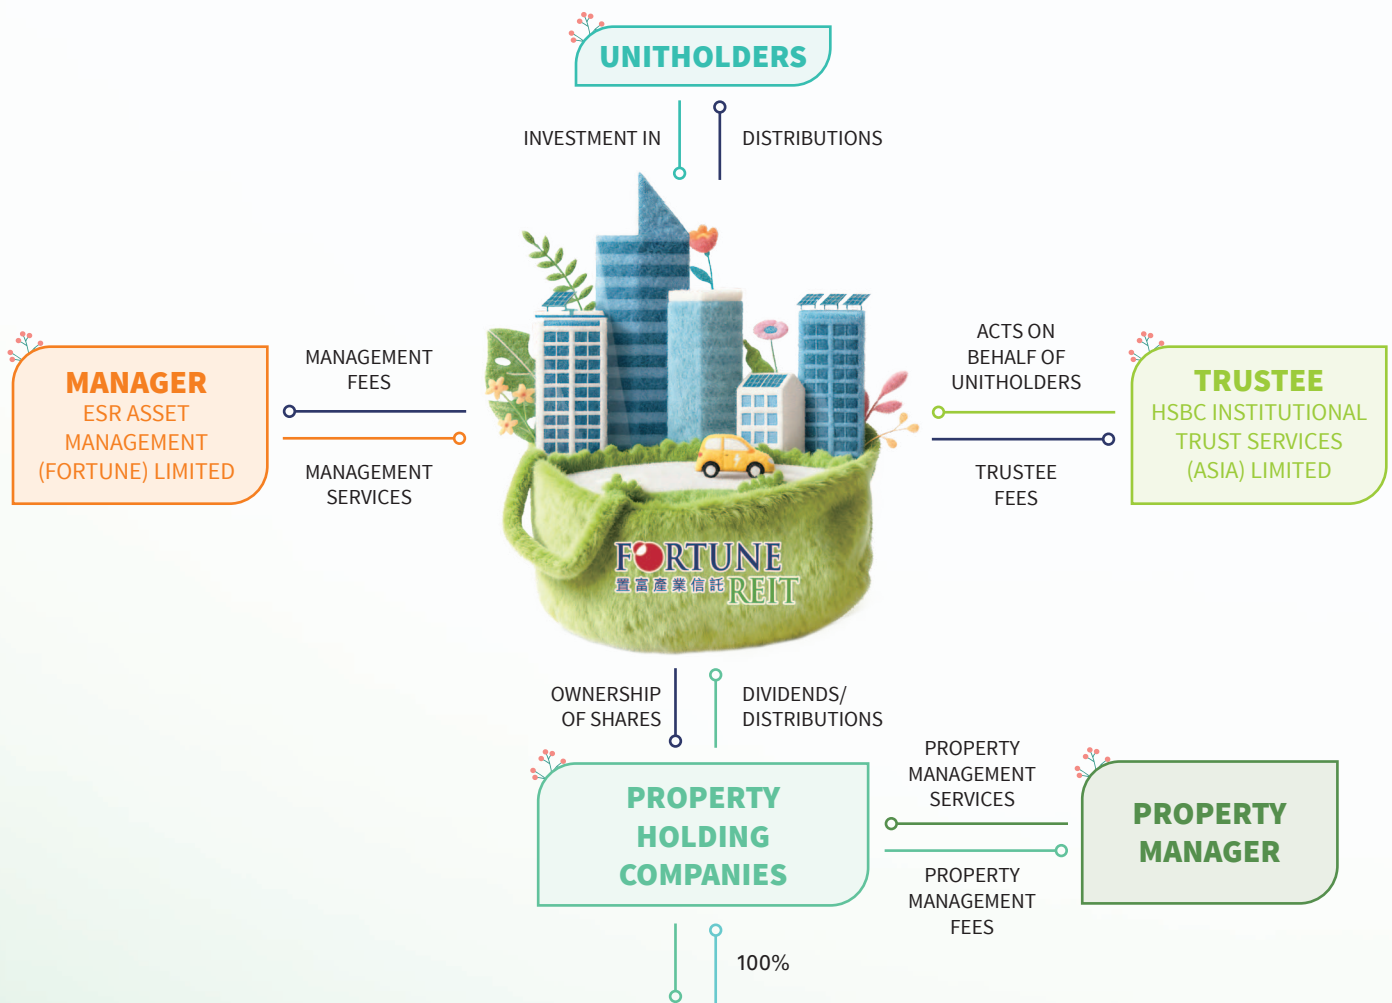 UNITHOLDERS
INVESTMENT IN
DISTRIBUTIONS
MANAGER
ESR ASSET
MANAGEMENT
(FORTUNE) LIMITED
MANAGEMENT
FEES
MANAGEMENT
SERVICES
ACTS ON
BEHALF OF
UNITHOLDERS
TRUSTEE
FEES
TRUSTEE
HSBC INSTITUTIONAL
TRUST SERVICES
(ASIA) LIMITED
FORTUNE
置富產業信託 REIT
OWNERSHIP
OF SHARES
DIVIDENDS/
DISTRIBUTIONS
PROPERTY
HOLDING
COMPANIES
PROPERTY
MANAGEMENT
SERVICES
PROPERTY
MANAGEMENT
FEES
PROPERTY
MANAGER
100%